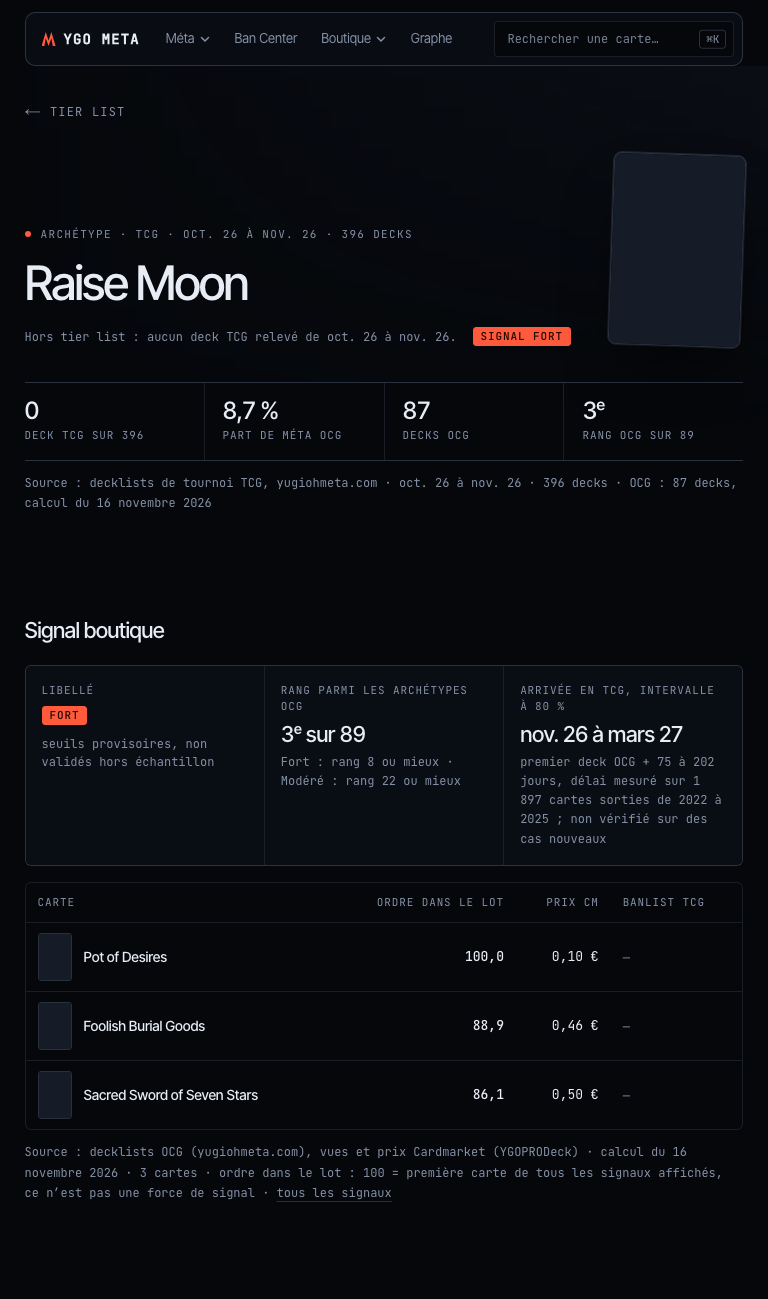 YGO META Méta Ban Center Boutique Graphe Rechercher une carte… ⌘K
← TIER LIST
ARCHÉTYPE · TCG · OCT. 26 À NOV. 26 · 396 DECKS
Raise Moon
Hors tier list : aucun deck TCG relevé de oct. 26 à nov. 26. SIGNAL FORT
0 8,7 % 87 3e
DECK TCG SUR 396 PART DE MÉTA OCG DECKS OCG RANG OCG SUR 89
Source : decklists de tournoi TCG, yugiohmeta.com · oct. 26 à nov. 26 · 396 decks · OCG : 87 decks,
calcul du 16 novembre 2026
Signal boutique
LIBELLÉ
FORT
seuils provisoires, non
validés hors échantillon
RANG PARMI LES ARCHÉTYPES
OCG
3e sur 89
Fort : rang 8 ou mieux ·
Modéré : rang 22 ou mieux
ARRIVÉE EN TCG, INTERVALLE
À 80 %
nov. 26 à mars 27
premier deck OCG + 75 à 202
jours, délai mesuré sur 1
897 cartes sorties de 2022 à
2025 ; non vérifié sur des
cas nouveaux
CARTE ORDRE DANS LE LOT PRIX CM BANLIST TCG
Pot of Desires 100,0 0,10 € —
Foolish Burial Goods 88,9 0,46 € —
Sacred Sword of Seven Stars 86,1 0,50 € —
Source : decklists OCG (yugiohmeta.com), vues et prix Cardmarket (YGOPRODeck) · calcul du 16
novembre 2026 · 3 cartes · ordre dans le lot : 100 = première carte de tous les signaux affichés,
ce n’est pas une force de signal · tous les signaux